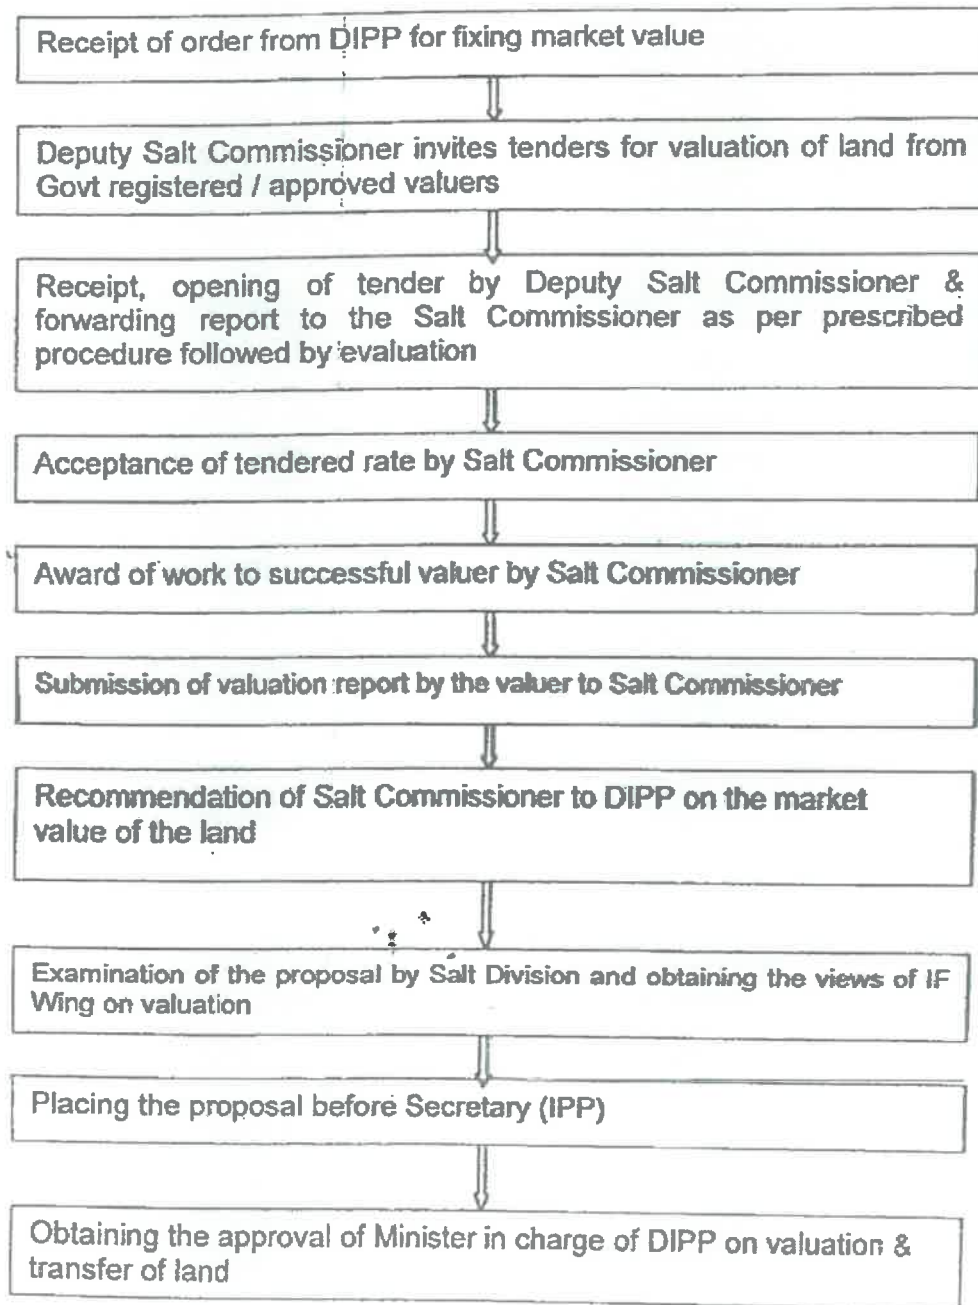 Receipt of order from DIPP for fixing market value
Deputy Salt Commissioner invites tenders for valuation of land from
Govt registered / approved valuers
Receipt, opening of tender by Deputy Salt Commissioner &
forwarding report to the Salt Commissioner as per prescribed
procedure followed by evaluation
Acceptance of tendered rate by Salt Commissioner
Award of work to successful valuer by Salt Commissioner
Submission of valuation report by the valuer to Salt Commissioner
Recommendation of Salt Commissioner to DIPP on the market
value of the land
Examination of the proposal by Salt Division and obtaining the views of IF
Wing on valuation
Placing the proposal before Secretary (IPP)
Obtaining the approval of Minister in charge of DIPP on valuation &
transfer of land